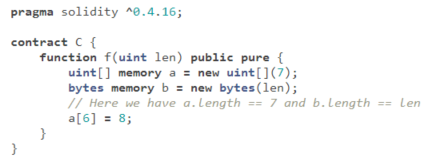 pragma solidity ^0.4.16;

contract C {
    function f(uint len) public pure {
        uint[] memory a = new uint[](7);
        bytes memory b = new bytes(len);
        // Here we have a.length == 7 and b.length == len
        a[6] = 8;
    }
}